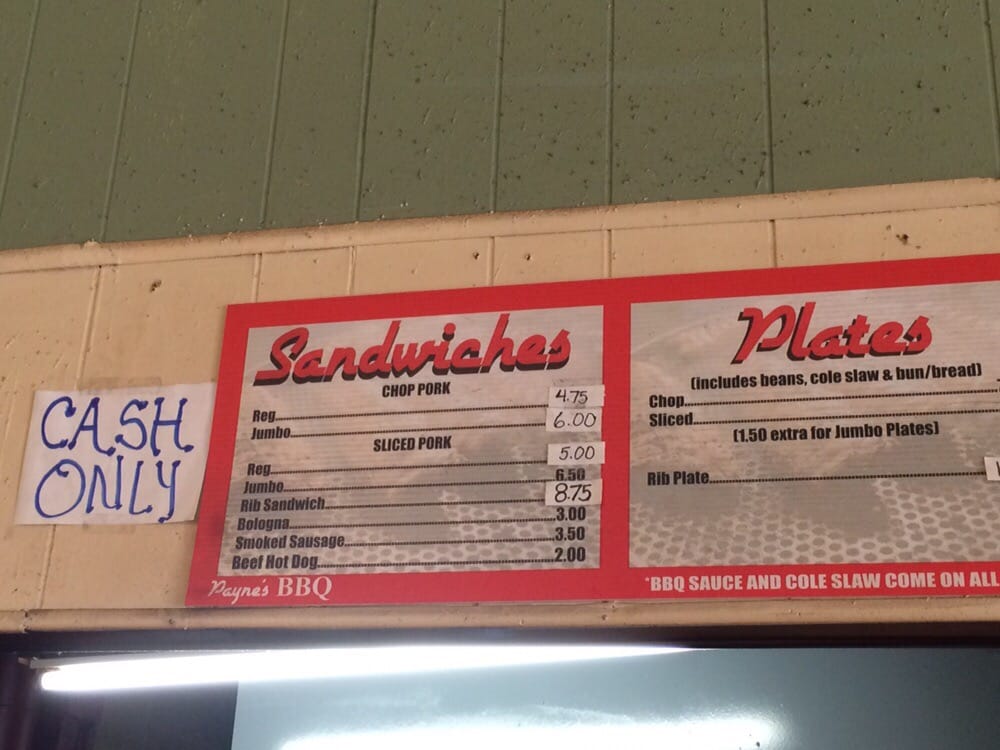 CASH
ONLY
Sandwiches
CHOP PORK
Reg. 4.75
Jumbo. 6.00
SLICED PORK
Reg. 5.00
Jumbo. 6.50
Rib Sandwich. 8.75
Bologna. 3.00
Smoked Sausage. 3.50
Beef Hot Dog. 2.00
Payne's BBQ
Plates
(includes beans, cole slaw & bun/bread)
Chop.
Sliced.
(1.50 extra for Jumbo Plates)
Rib Plate.
*BBQ SAUCE AND COLE SLAW COME ON ALL